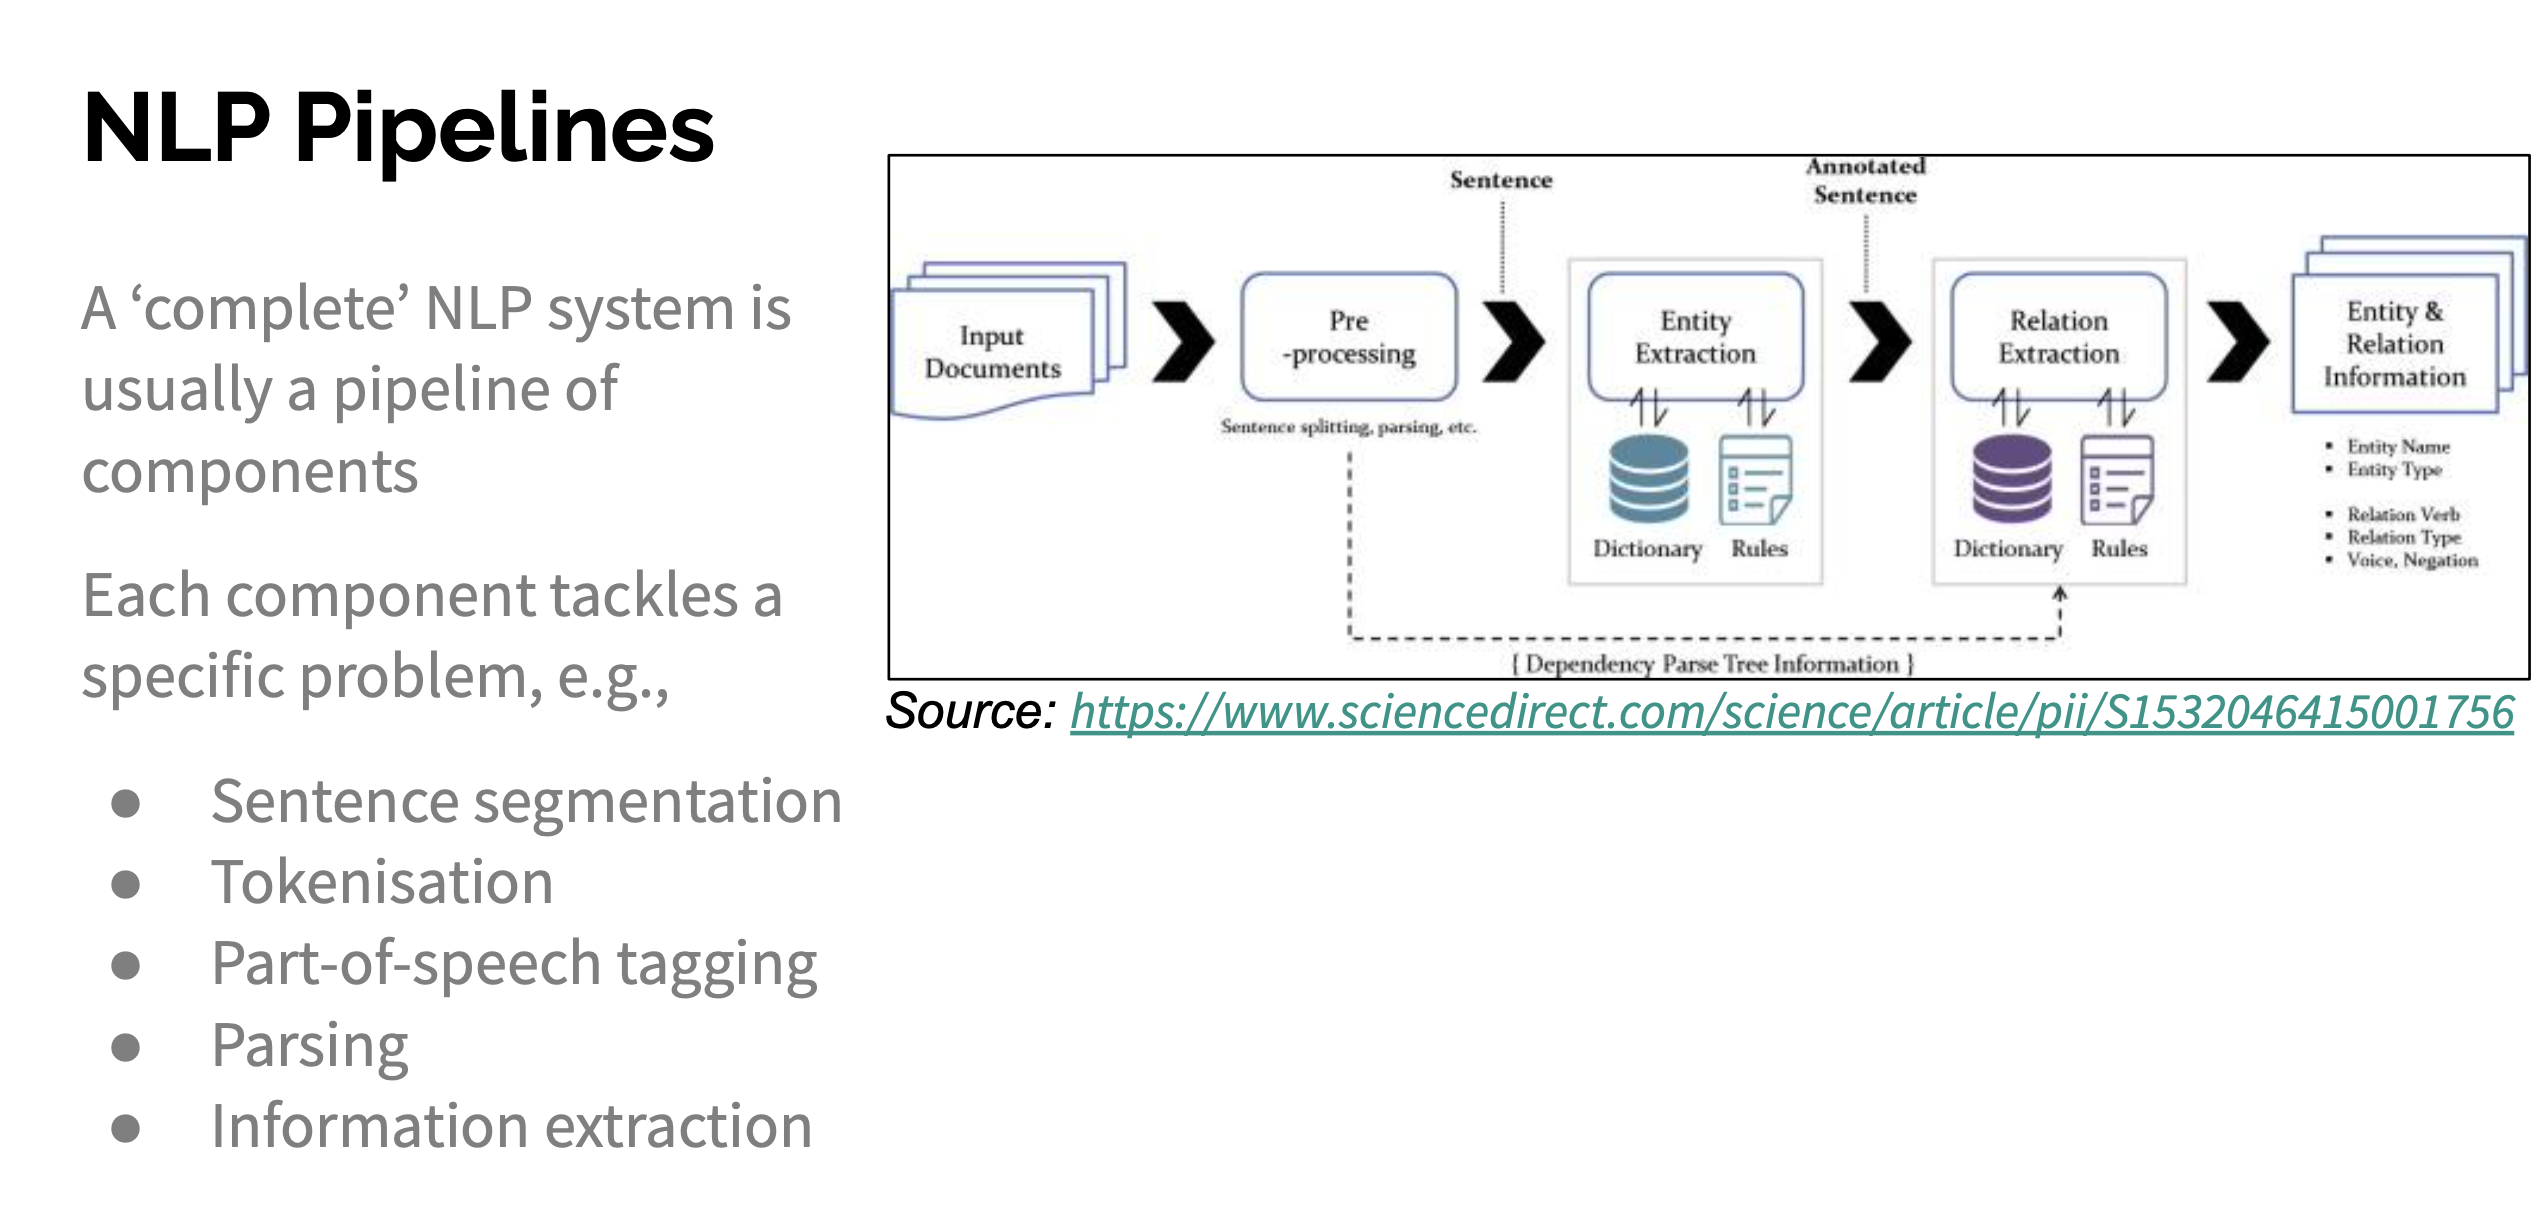 NLP Pipelines
A ‘complete’ NLP system is
usually a pipeline of
components
Each component tackles a
specific problem, e.g.,
● Sentence segmentation
● Tokenisation
● Part-of-speech tagging
● Parsing
● Information extraction
Sentence
Annotated
Sentence
Input
Documents
Pre
-processing
Sentence splitting, parsing, etc.
Entity
Extraction
Dictionary
Rules
Relation
Extraction
Dictionary
Rules
Entity &
Relation
Information
▪ Entity Name
▪ Entity Type
▪ Relation Verb
▪ Relation Type
▪ Voice, Negation
{ Dependency Parse Tree Information }
Source: https://www.sciencedirect.com/science/article/pii/S1532046415001756